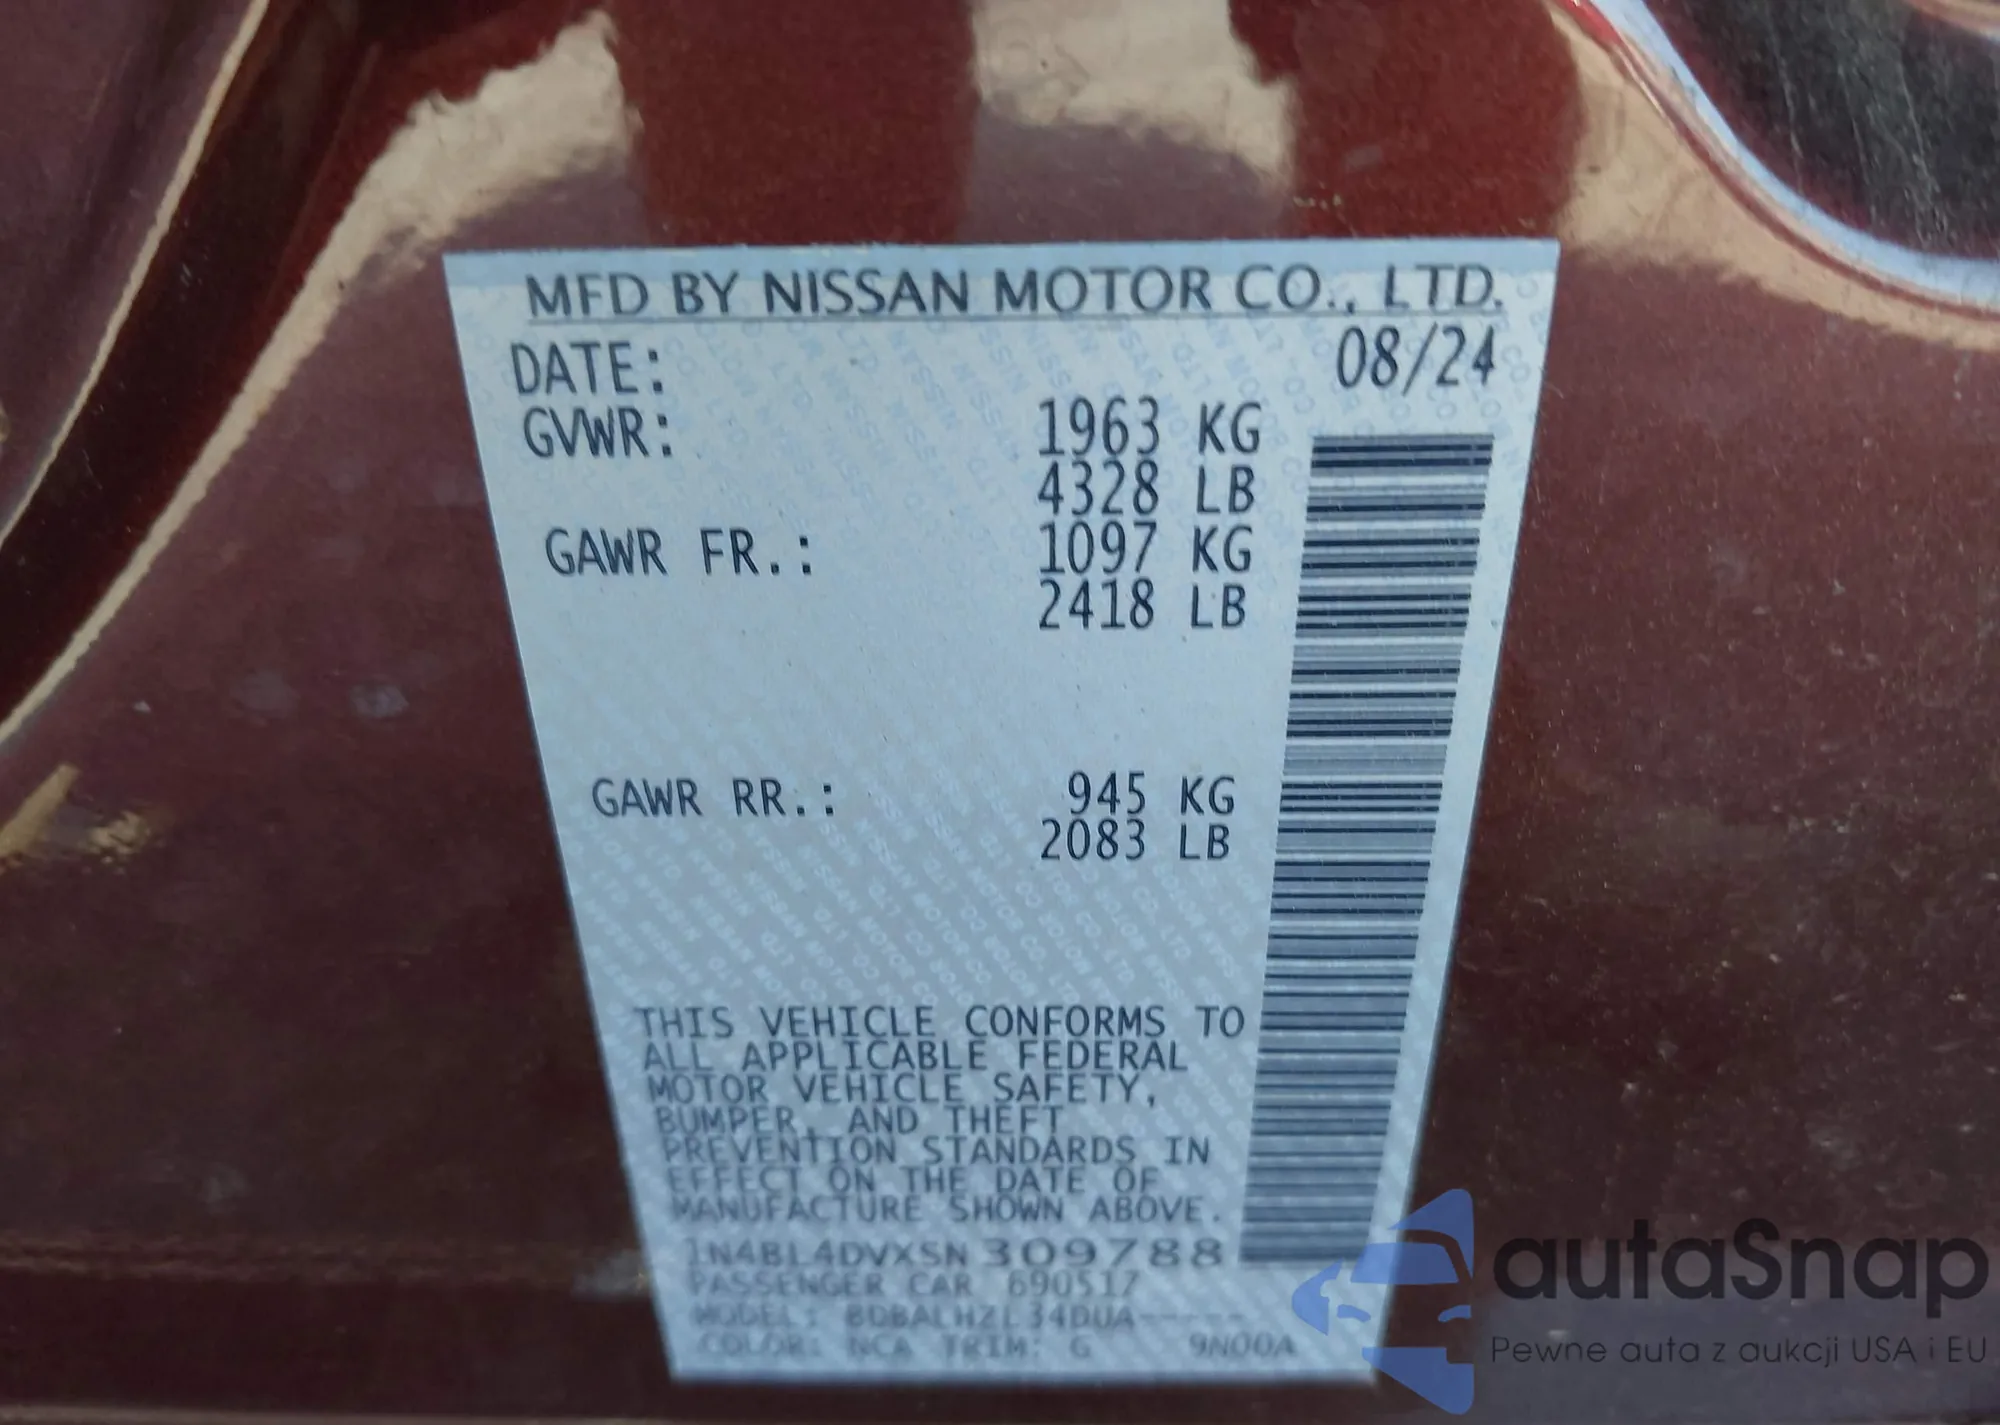 MFD BY NISSAN MOTOR CO., LTD.
DATE: 08/24
GVWR: 1963 KG
4328 LB
GAWR FR.: 1097 KG
2418 LB
GAWR RR.: 945 KG
2083 LB
THIS VEHICLE CONFORMS TO
ALL APPLICABLE FEDERAL
MOTOR VEHICLE SAFETY,
BUMPER, AND THEFT
PREVENTION STANDARDS IN
EFFECT ON THE DATE OF
MANUFACTURE SHOWN ABOVE.
1N4BL4DVXSN309788
PASSENGER CAR 690517
MODEL: BDBALHZL34DUA-----
COLOR: NCA TRIM: G 9N00A
autoSnap
Pewne auta z aukcji USA i EU